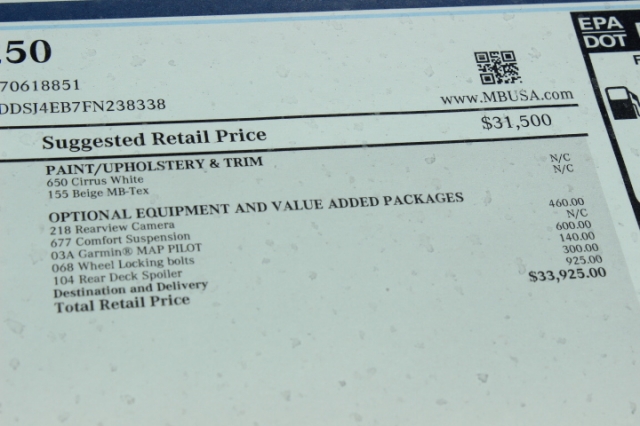 .50
EPA
DOT
70618851
DDSJ4EB7FN238338
www.MBUSA.com
Suggested Retail Price $31,500
PAINT/UPHOLSTERY & TRIM
650 Cirrus White N/C
155 Beige MB-Tex N/C
OPTIONAL EQUIPMENT AND VALUE ADDED PACKAGES
218 Rearview Camera 460.00
677 Comfort Suspension N/C
03A Garmin® MAP PILOT 600.00
068 Wheel Locking bolts 140.00
104 Rear Deck Spoiler 300.00
Destination and Delivery 925.00
Total Retail Price $33,925.00